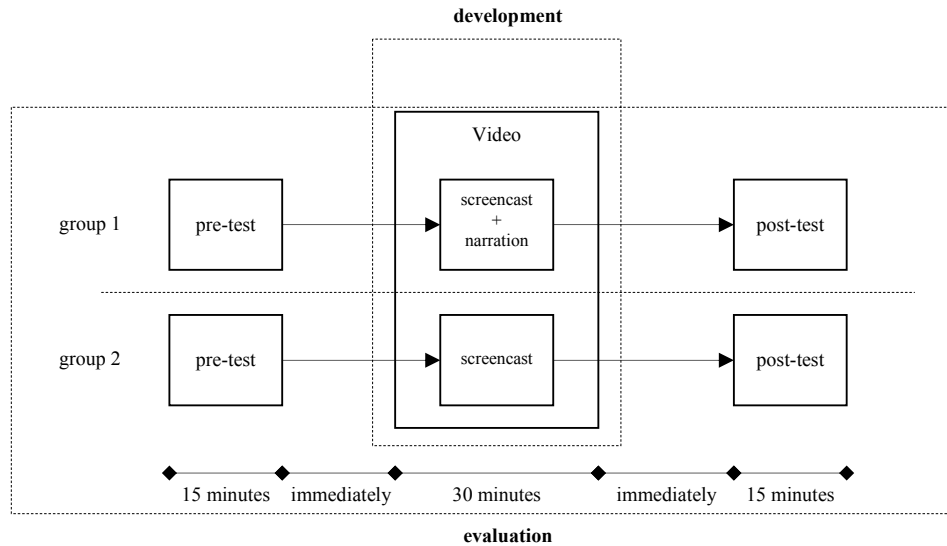 development
Video
group 1
pre-test
screencast
+
narration
post-test
group 2
pre-test
screencast
post-test
15 minutes
immediately
30 minutes
immediately
15 minutes
evaluation